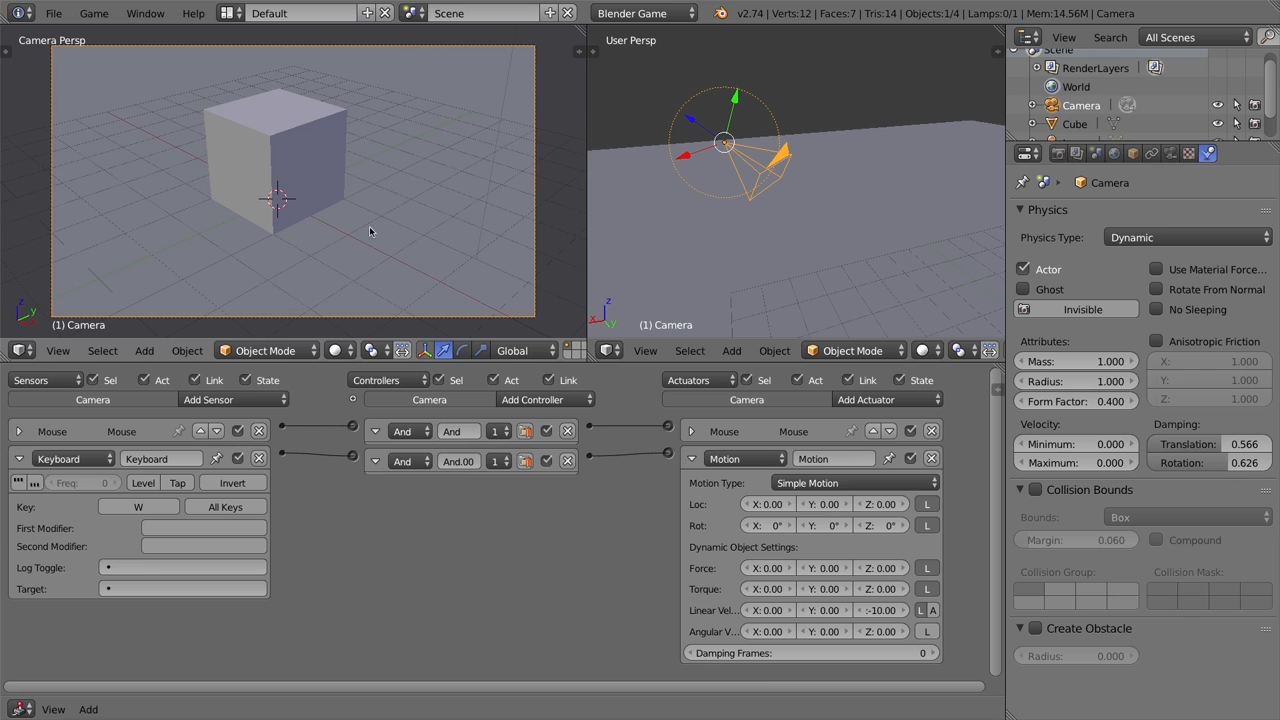 File Render Window Help Default Scene Blender Game v2.74 | Verts:12 | Faces:7 | Tris:14 | Objects:1/4 | Lamps:0/1 | Mem:14.56M | Camera
Camera Persp
User Persp
View Search All Scenes
Scene
RenderLayers
World
Camera
Cube
Camera
Physics
Physics Type: Dynamic
Actor Use Material Force...
Ghost Rotate From Normal
Invisible No Sleeping
Attributes: Anisotropic Friction
Mass: 1.000 X: 1.000
Radius: 1.000 Y: 1.000
Form Factor: 0.400 Z: 1.000
Velocity: Damping:
Minimum: 0.000 Translation: 0.566
Maximum: 0.000 Rotation: 0.626
Collision Bounds
Bounds: Box
Margin: 0.060 Compound
Collision Group: Collision Mask:
Create Obstacle
Radius: 0.000
z
y
z
x
y
(1) Camera
(1) Camera
View Select Add Object Object Mode Global
View Select Add Object Object Mode
Sensors Sel Act Link State
Camera Add Sensor
Mouse Mouse
Keyboard Keyboard
Freq: 0 Level Tap Invert
Key: W All Keys
First Modifier:
Second Modifier:
Log Toggle:
Target:
Controllers Sel Act Link
Camera Add Controller
And And 1
And And.00 1
Actuators Sel Act Link State
Camera Add Actuator
Mouse Mouse
Motion Motion
Motion Type: Simple Motion
Loc: X: 0.00 Y: 0.00 Z: 0.00 L
Rot: X: 0° Y: 0° Z: 0° L
Dynamic Object Settings:
Force: X: 0.00 Y: 0.00 Z: 0.00 L
Torque: X: 0.00 Y: 0.00 Z: 0.00 L
Linear Vel... X: 0.00 Y: 0.00 :-10.00 L A
Angular V... X: 0.00 Y: 0.00 Z: 0.00 L
Damping Frames: 0
View Add